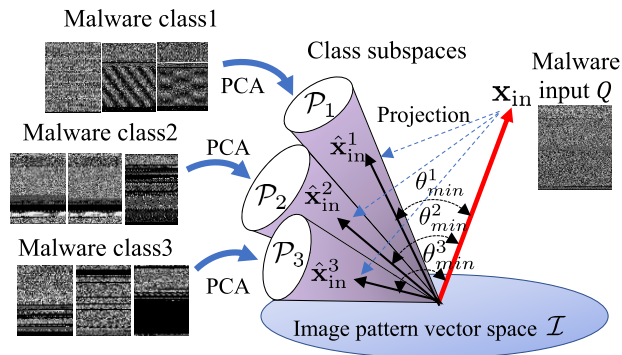 Malware class1
PCA
Class subspaces
Malware
input Q
𝐱_in
𝒫_1
Projection
Malware class2
PCA
x̂_in^1
𝒫_2
x̂_in^2
θ_min^1
θ_min^2
Malware class3
PCA
𝒫_3
x̂_in^3
θ_min^3
Image pattern vector space ℐ